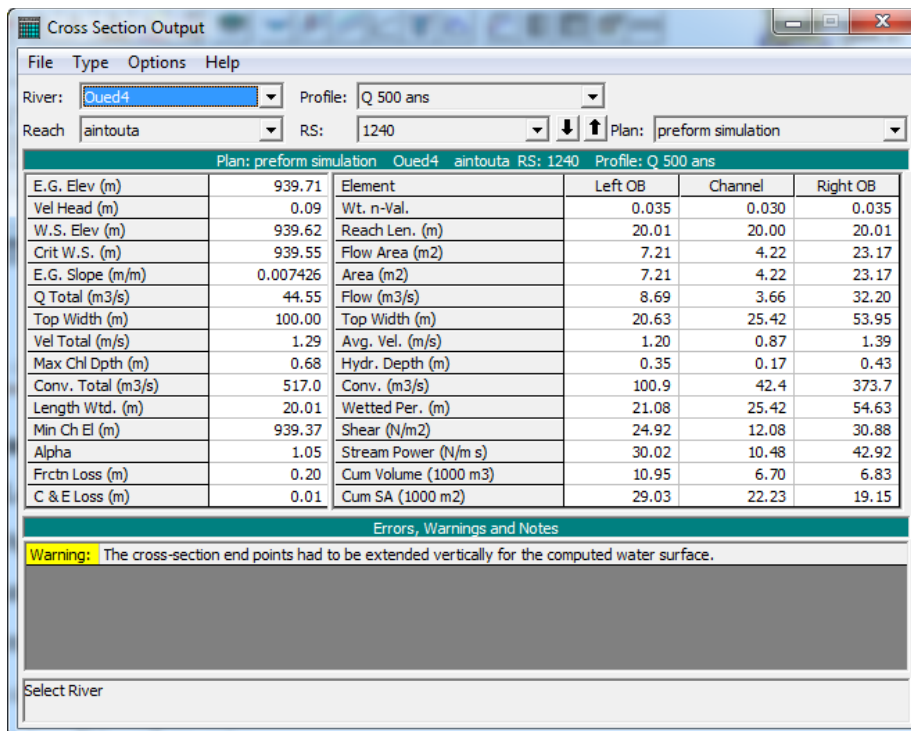 Cross Section Output
File Type Options Help
River: Oued4 Profile: Q 500 ans
Reach aintouta RS: 1240 Plan: preform simulation
Plan: preform simulation Oued4 aintouta RS: 1240 Profile: Q 500 ans
E.G. Elev (m) 939.71 Element Left OB Channel Right OB
Vel Head (m) 0.09 Wt. n-Val. 0.035 0.030 0.035
W.S. Elev (m) 939.62 Reach Len. (m) 20.01 20.00 20.01
Crit W.S. (m) 939.55 Flow Area (m2) 7.21 4.22 23.17
E.G. Slope (m/m) 0.007426 Area (m2) 7.21 4.22 23.17
Q Total (m3/s) 44.55 Flow (m3/s) 8.69 3.66 32.20
Top Width (m) 100.00 Top Width (m) 20.63 25.42 53.95
Vel Total (m/s) 1.29 Avg. Vel. (m/s) 1.20 0.87 1.39
Max Chl Dpth (m) 0.68 Hydr. Depth (m) 0.35 0.17 0.43
Conv. Total (m3/s) 517.0 Conv. (m3/s) 100.9 42.4 373.7
Length Wtd. (m) 20.01 Wetted Per. (m) 21.08 25.42 54.63
Min Ch El (m) 939.37 Shear (N/m2) 24.92 12.08 30.88
Alpha 1.05 Stream Power (N/m s) 30.02 10.48 42.92
Frctn Loss (m) 0.20 Cum Volume (1000 m3) 10.95 6.70 6.83
C & E Loss (m) 0.01 Cum SA (1000 m2) 29.03 22.23 19.15
Errors, Warnings and Notes
Warning: The cross-section end points had to be extended vertically for the computed water surface.
Select River